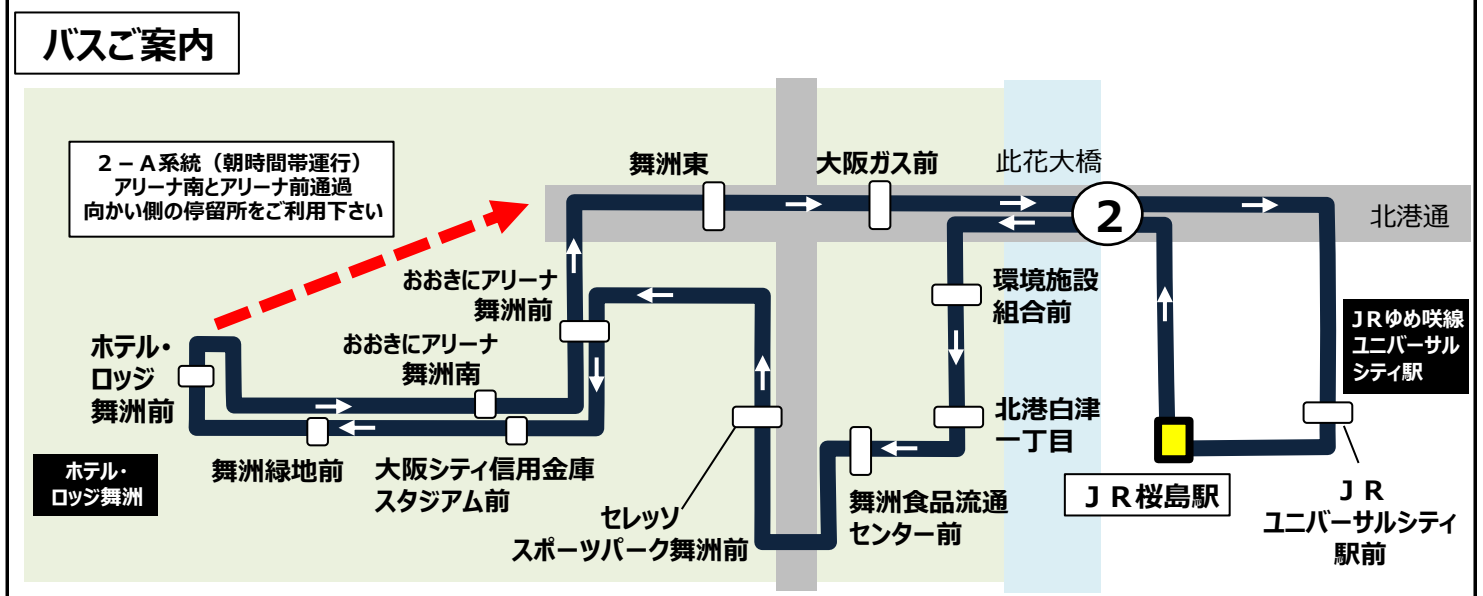 バスご案内
２－Ａ系統（朝時間帯運行）
アリーナ南とアリーナ前通過
向かい側の停留所をご利用下さい
舞洲東
大阪ガス前
此花大橋
2
北港通
おおきにアリーナ
舞洲前
おおきにアリーナ
舞洲南
ホテル・
ロッジ
舞洲前
環境施設
組合前
ＪＲゆめ咲線
ユニバーサル
シティ駅
北港白津
一丁目
ホテル・
ロッジ舞洲
舞洲緑地前
大阪シティ信用金庫
スタジアム前
セレッソ
スポーツパーク舞洲前
舞洲食品流通
センター前
ＪＲ桜島駅
ＪＲ
ユニバーサルシティ
駅前